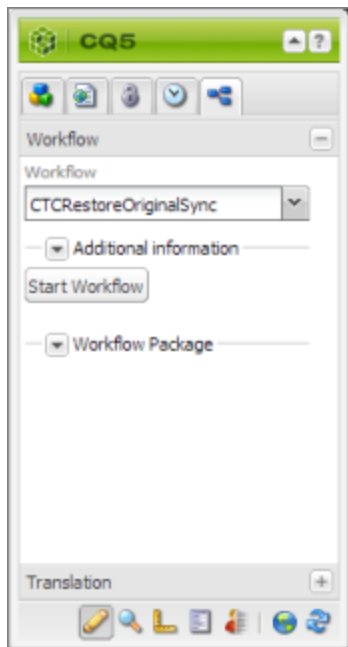 CQ5
?
Workflow
Workflow
CTCRestoreOriginalSync
Additional information
Start Workflow
Workflow Package
Translation